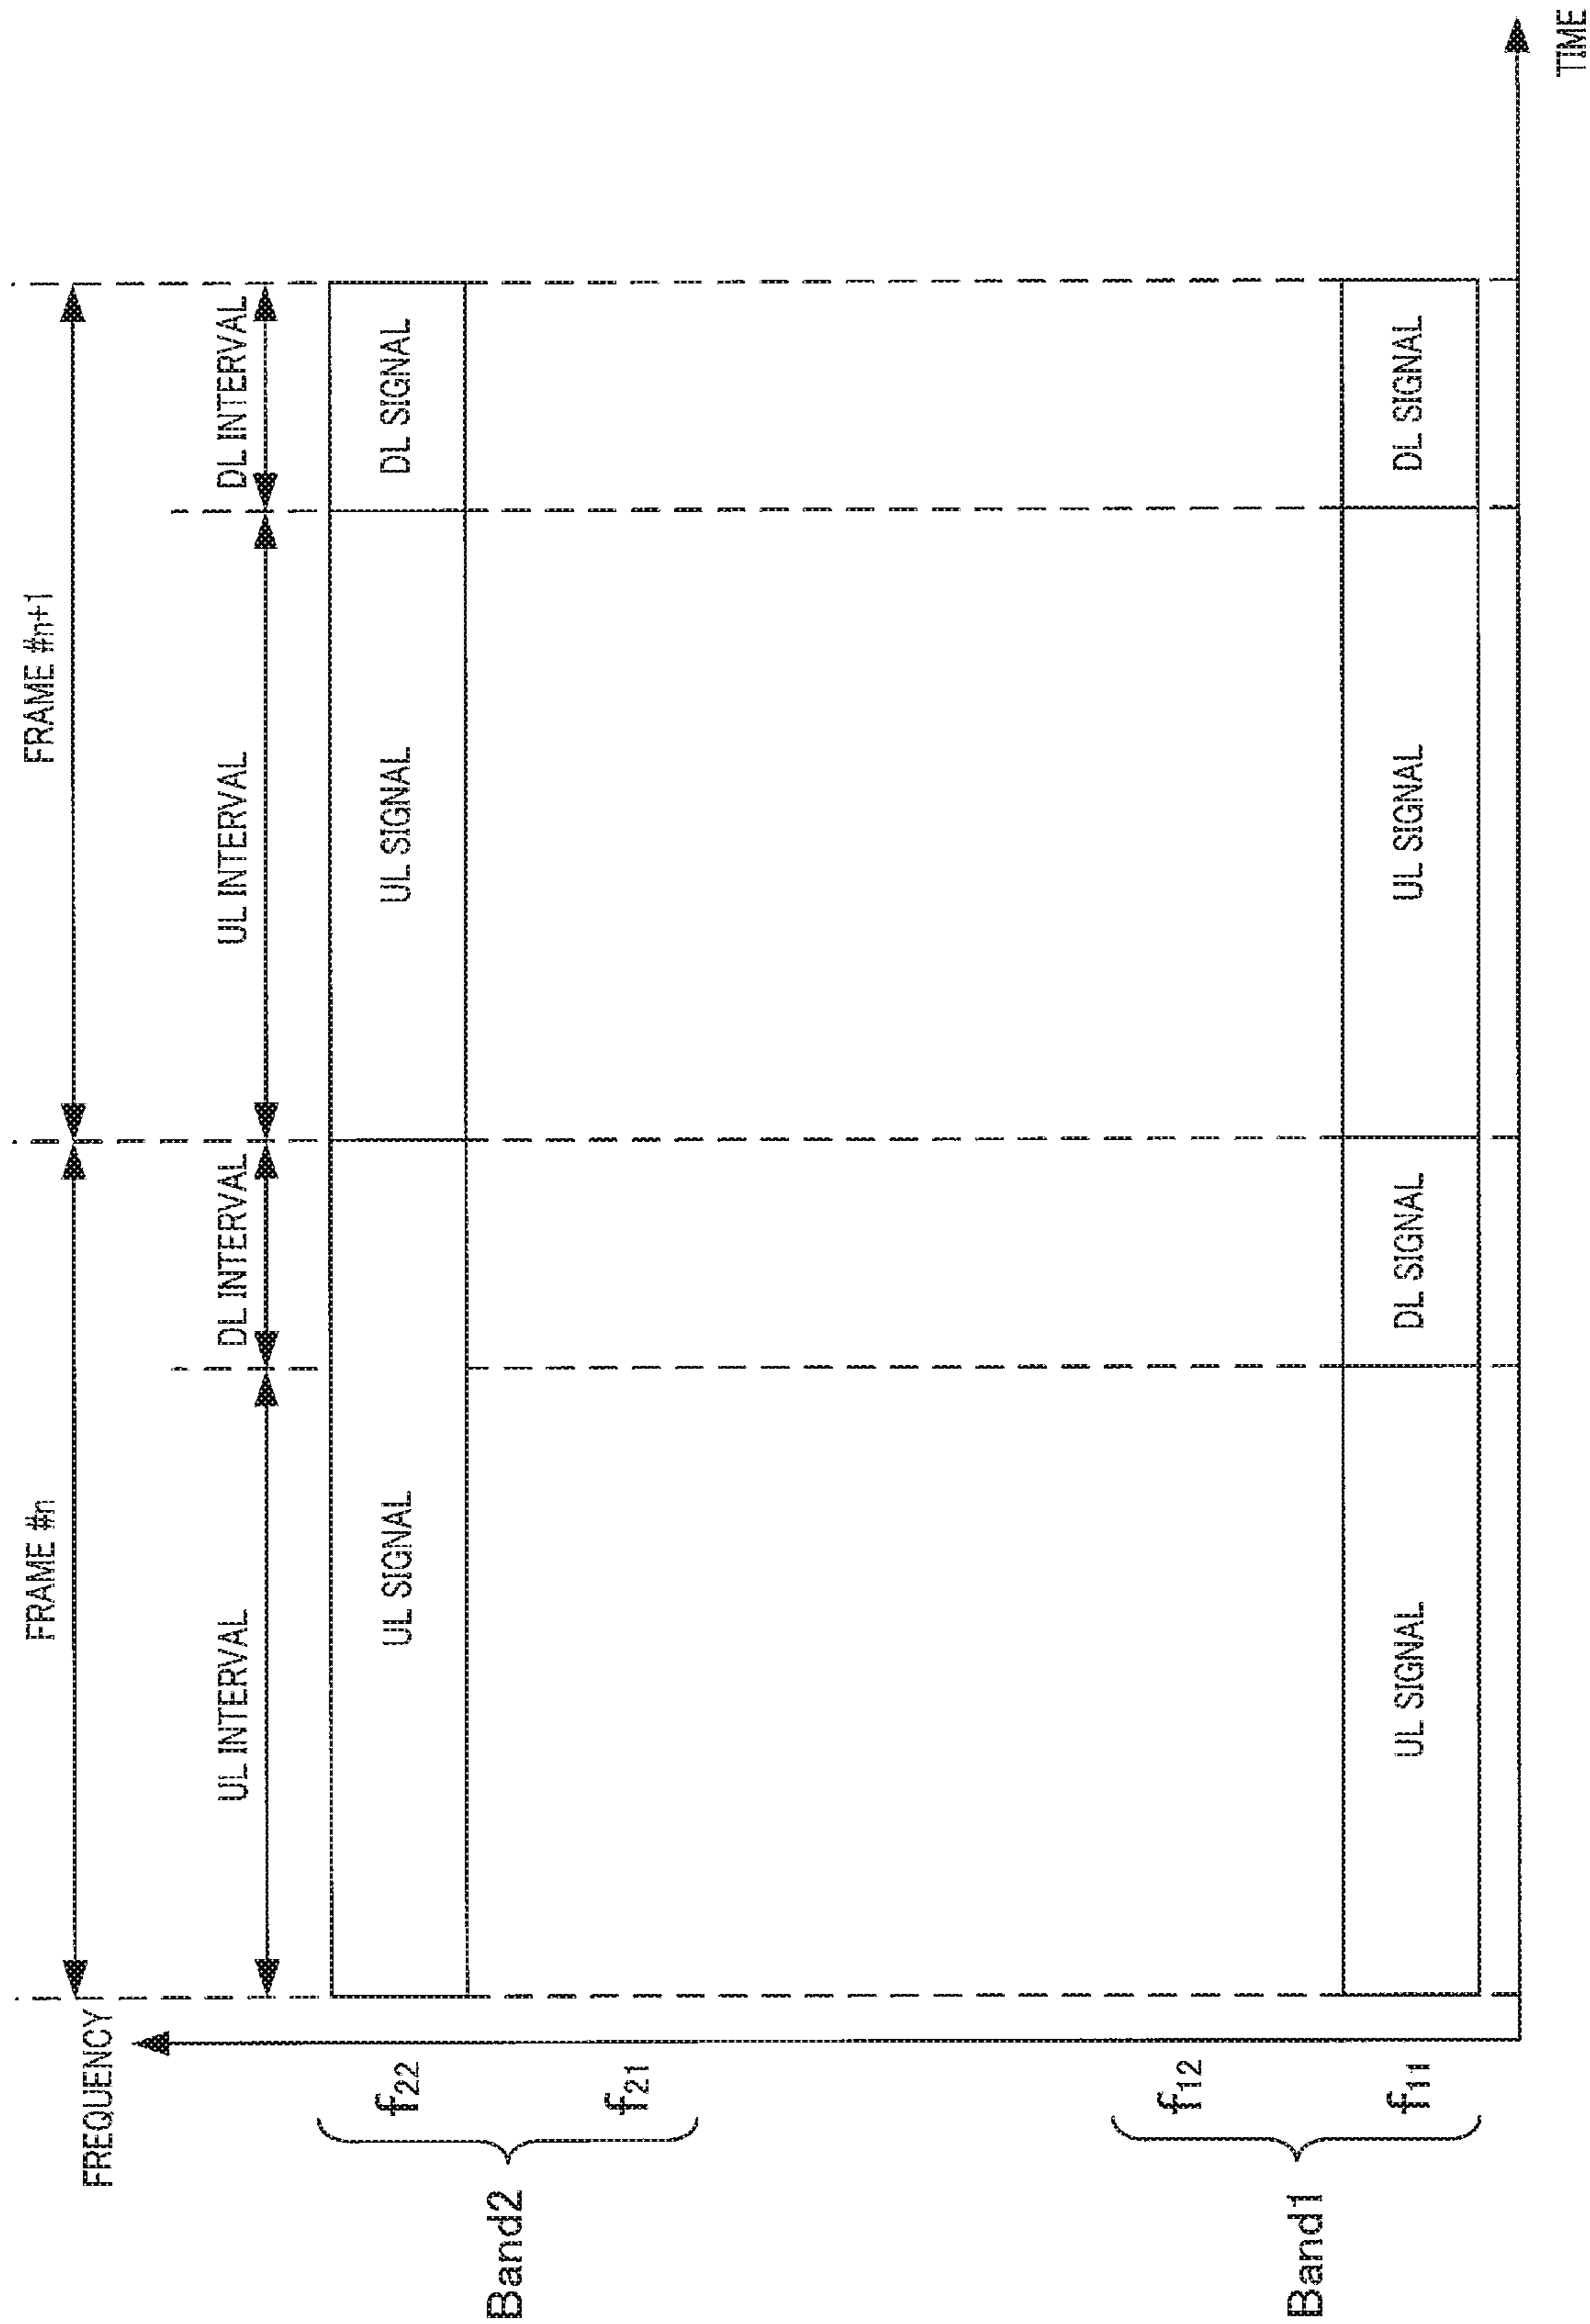 FRAME #n
FRAME #n+1
FREQUENCY
UL INTERVAL
DL INTERVAL
UL INTERVAL
DL INTERVAL
Band2
f22
UL SIGNAL
UL SIGNAL
DL SIGNAL
f21
Band1
f12
f11
UL SIGNAL
DL SIGNAL
UL SIGNAL
DL SIGNAL
TIME